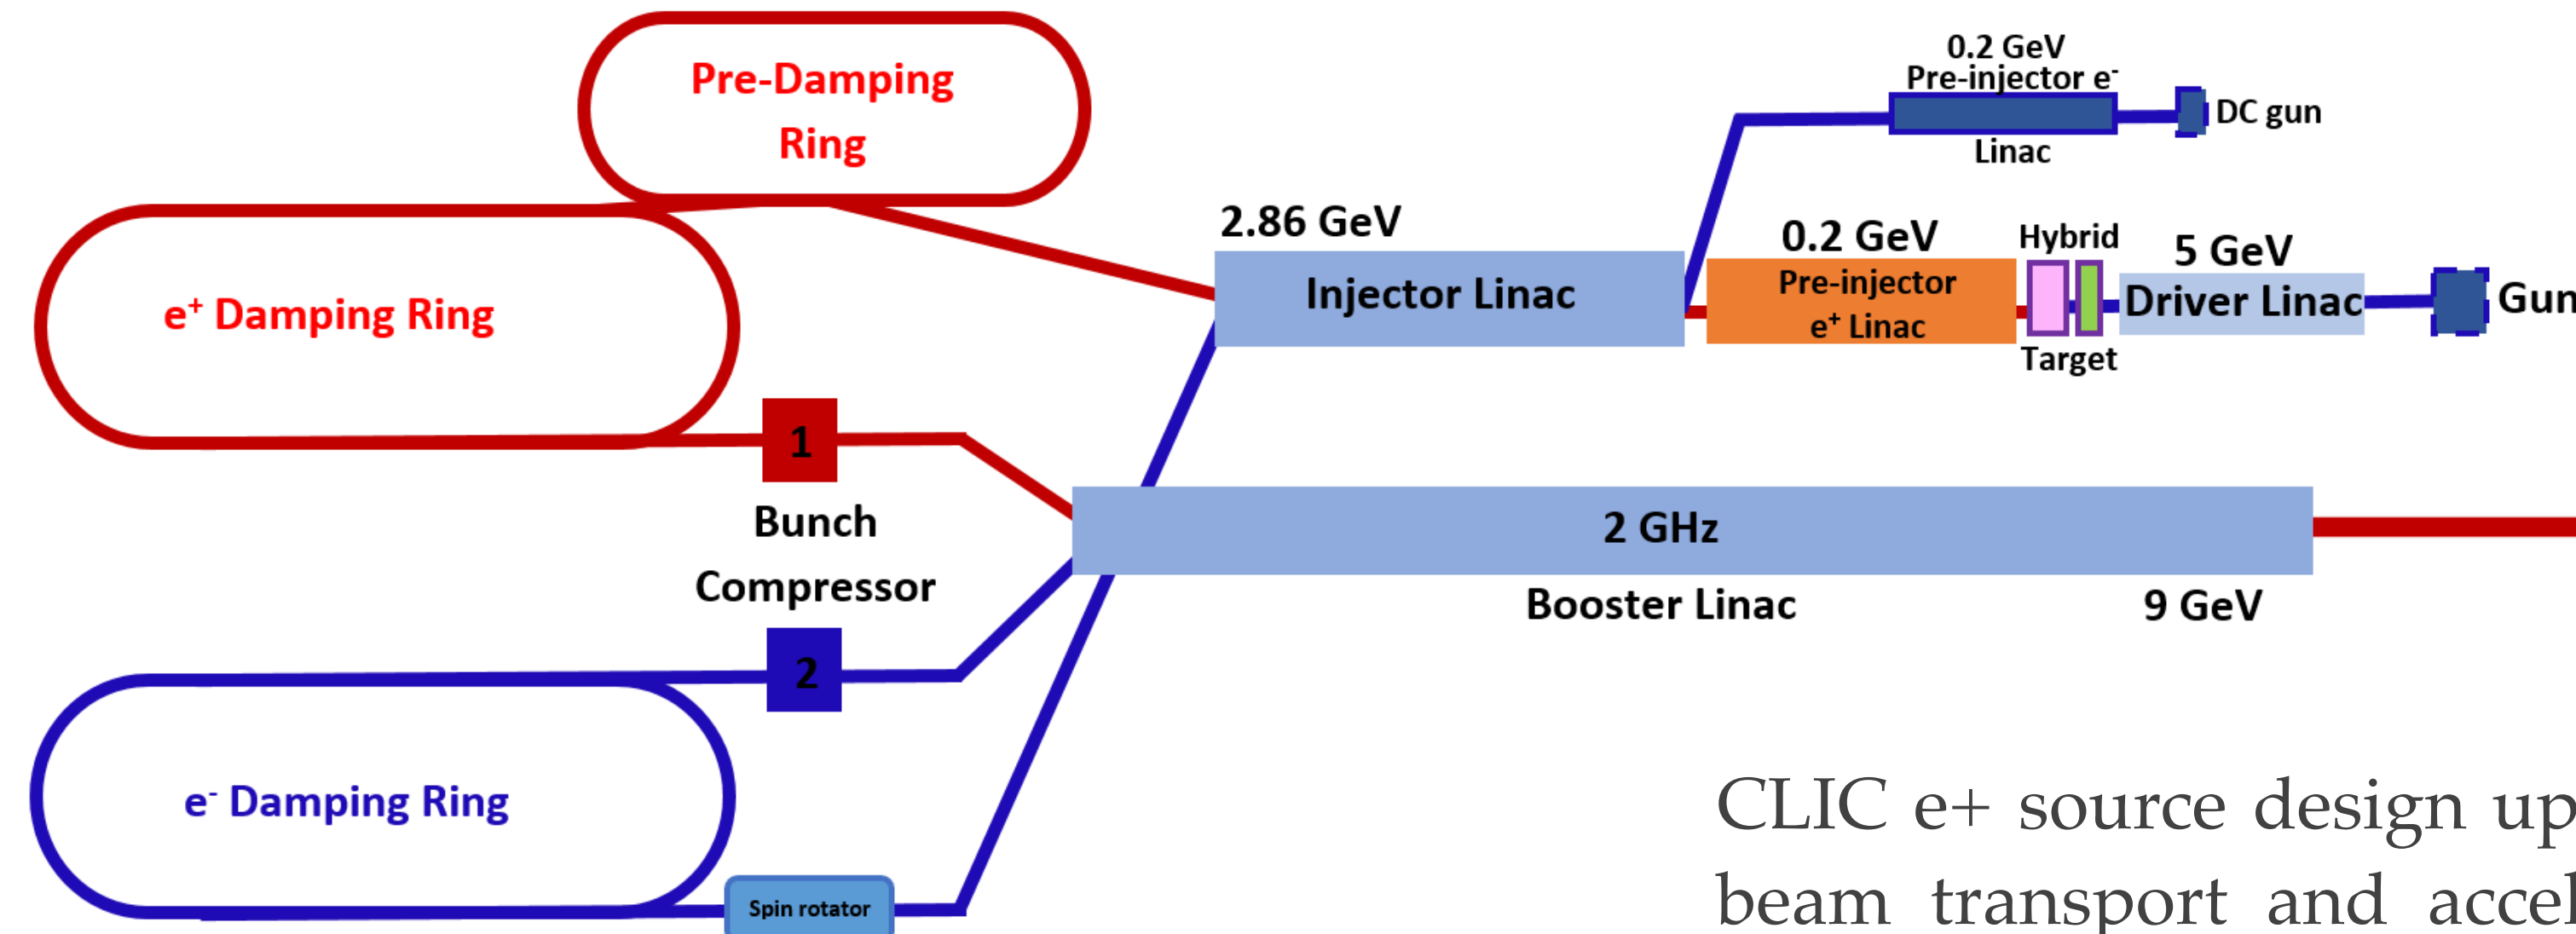 Pre-Damping
Ring
0.2 GeV
Pre-injector e-
Linac
DC gun
2.86 GeV
Injector Linac
0.2 GeV
Pre-injector
e+ Linac
Hybrid
Target
5 GeV
Driver Linac
e+ Damping Ring
1
Bunch
Compressor
2
2 GHz
Booster Linac
9 GeV
e- Damping Ring
Spin rotator
CLIC e+ source design
beam transport and